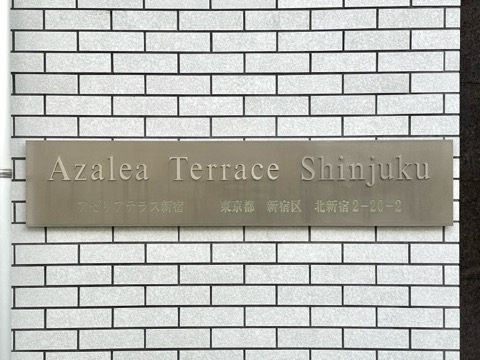 Azalea Terrace Shinjuku
アゼリアテラス新宿 東京都 新宿区 北新宿2-20-2